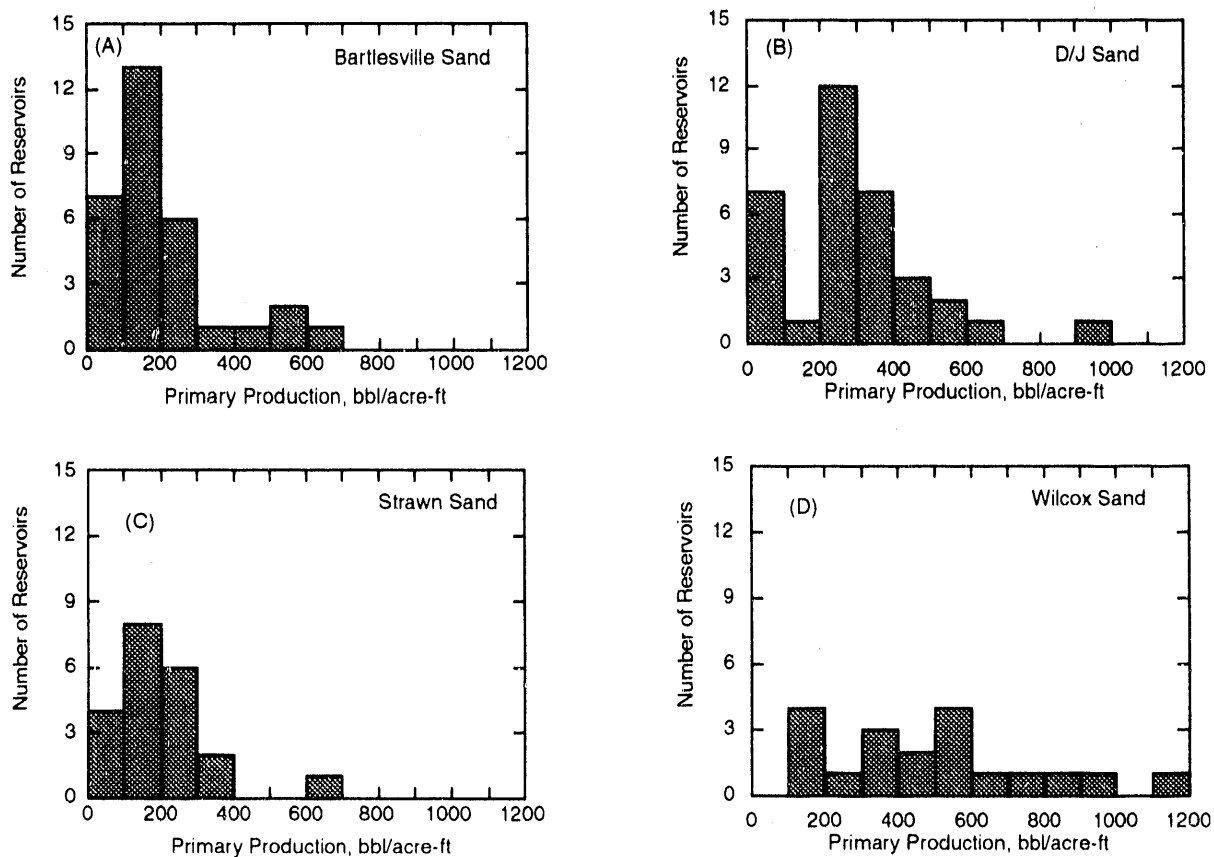 (A)
Bartlesville Sand
Number of Reservoirs
15
12
9
6
3
0
0 200 400 600 800 1000 1200
Primary Production, bbl/acre-ft
(B)
D/J Sand
Number of Reservoirs
15
12
9
6
3
0
0 200 400 600 800 1000 1200
Primary Production, bbl/acre-ft
(C)
Strawn Sand
Number of Reservoirs
15
12
9
6
3
0
0 200 400 600 800 1000 1200
Primary Production, bbl/acre-ft
(D)
Wilcox Sand
Number of Reservoirs
15
12
9
6
3
0
0 200 400 600 800 1000 1200
Primary Production, bbl/acre-ft